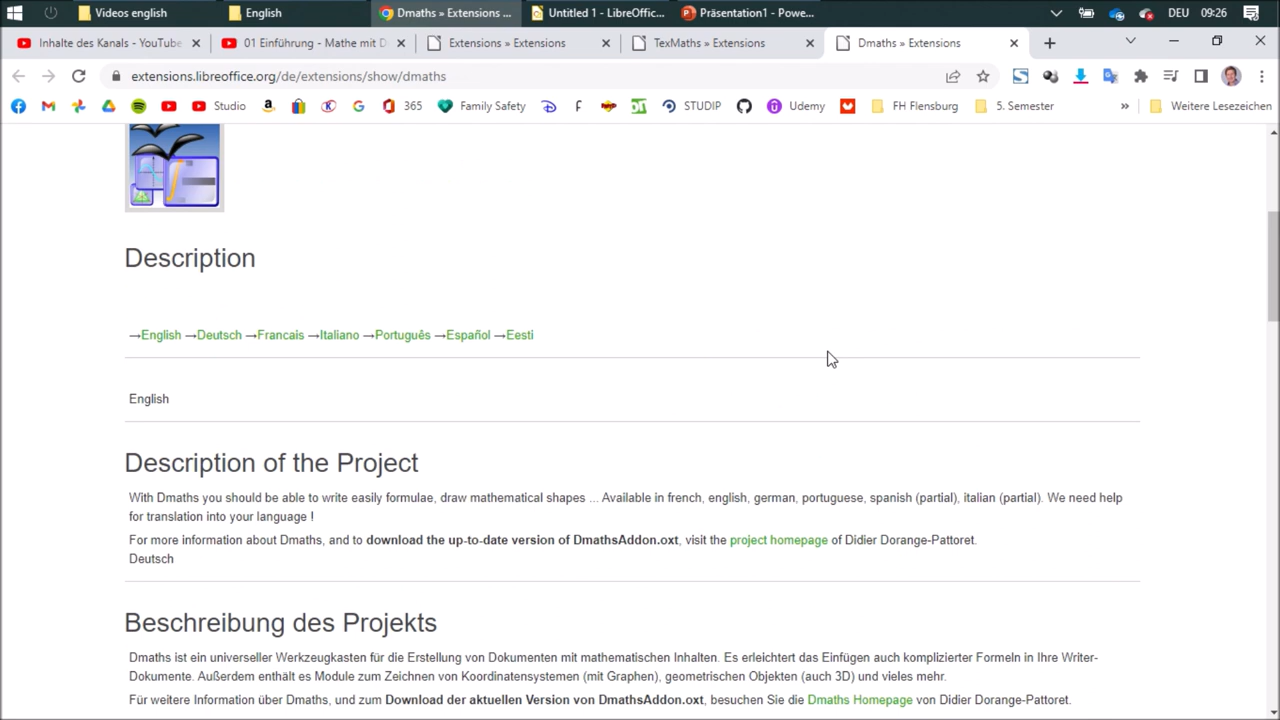 Videos english
English
Dmaths » Extensions ...
Untitled 1 - LibreOffic...
Präsentation1 - Powe...
DEU
09:26
Inhalte des Kanals - YouTube
01 Einführung - Mathe mit D
Extensions » Extensions
TexMaths » Extensions
Dmaths » Extensions
extensions.libreoffice.org/de/extensions/show/dmaths
Studio
365
Family Safety
STUDIP
Udemy
FH Flensburg
5. Semester
»
Weitere Lesezeichen
Description
→English →Deutsch →Francais →Italiano →Português →Español →Eesti
English
Description of the Project
With Dmaths you should be able to write easily formulae, draw mathematical shapes ... Available in french, english, german, portuguese, spanish (partial), italian (partial). We need help
for translation into your language !
For more information about Dmaths, and to download the up-to-date version of DmathsAddon.oxt, visit the project homepage of Didier Dorange-Pattoret.
Deutsch
Beschreibung des Projekts
Dmaths ist ein universeller Werkzeugkasten für die Erstellung von Dokumenten mit mathematischen Inhalten. Es erleichtert das Einfügen auch komplizierter Formeln in Ihre Writer-
Dokumente. Außerdem enthält es Module zum Zeichnen von Koordinatensystemen (mit Graphen), geometrischen Objekten (auch 3D) und vieles mehr.
Für weitere Information über Dmaths, und zum Download der aktuellen Version von DmathsAddon.oxt, besuchen Sie die Dmaths Homepage von Didier Dorange-Pattoret.